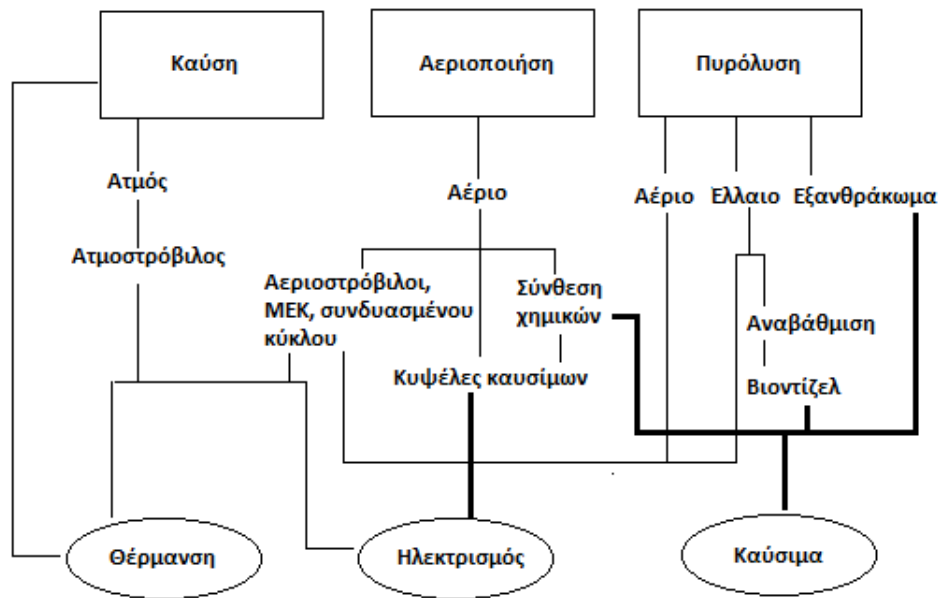 Καύση
Αεριοποιήση
Πυρόλυση
Ατμός
Αέριο
Αέριο
Έλλαιο
Εξανθράκωμα
Ατμοστρόβιλος
Αεριοστρόβιλοι,
ΜΕΚ, συνδυασμένου
κύκλου
Σύνθεση
χημικών
Αναβάθμιση
Κυψέλες καυσίμων
Βιοντίζελ
Θέρμανση
Ηλεκτρισμός
Καύσιμα